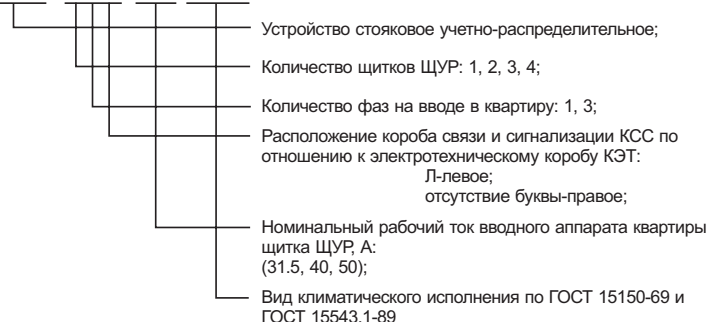 Устройство стояковое учетно-распределительное;
Количество щитков ЩУР: 1, 2, 3, 4;
Количество фаз на вводе в квартиру: 1, 3;
Расположение короба связи и сигнализации КСС по
отношению к электротехническому коробу КЭТ:
Л-левое;
отсутствие буквы-правое;
Номинальный рабочий ток вводного аппарата квартиры
щитка ЩУР, А:
(31.5, 40, 50);
Вид климатического исполнения по ГОСТ 15150-69 и
ГОСТ 15543.1-89